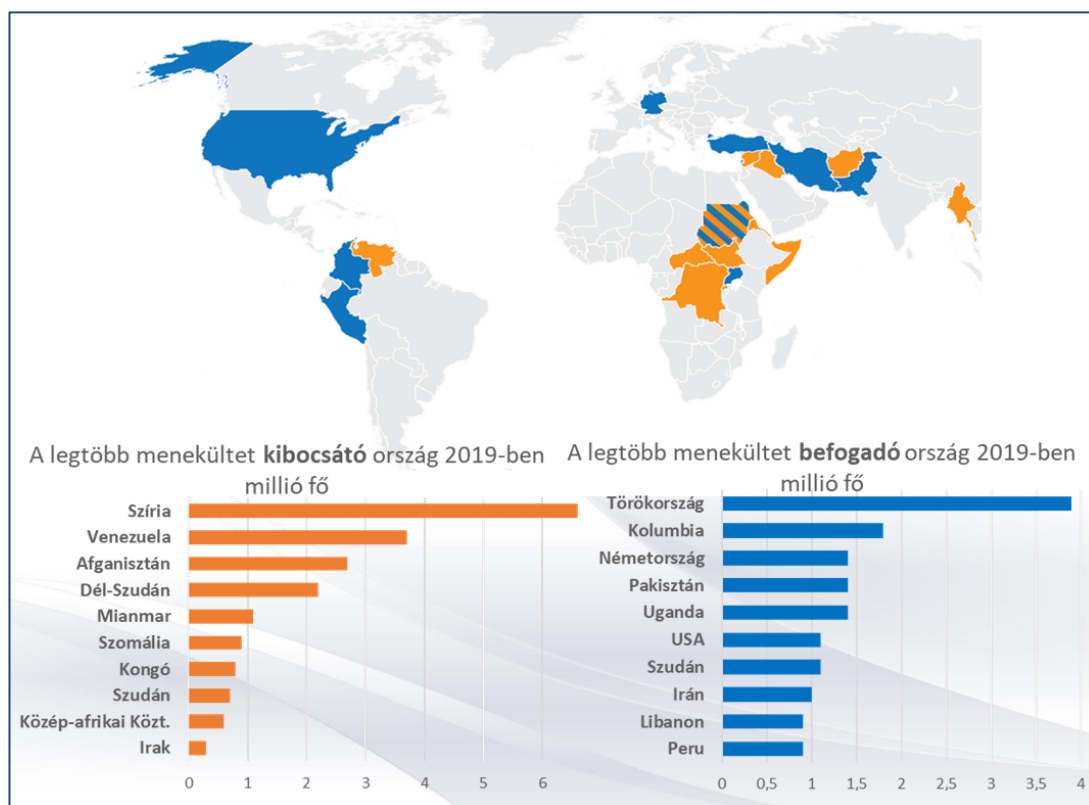 A legtöbb menekültet kibocsátó ország 2019-ben
millió fő
Szíria
Venezuela
Afganisztán
Dél-Szudán
Mianmar
Szomália
Kongó
Szudán
Közép-afrikai Közt.
Irak
0 1 2 3 4 5 6
A legtöbb menekültet befogadó ország 2019-ben
millió fő
Törökország
Kolumbia
Németország
Pakisztán
Uganda
USA
Szudán
Irán
Libanon
Peru
0 0,5 1 1,5 2 2,5 3 3,5 4